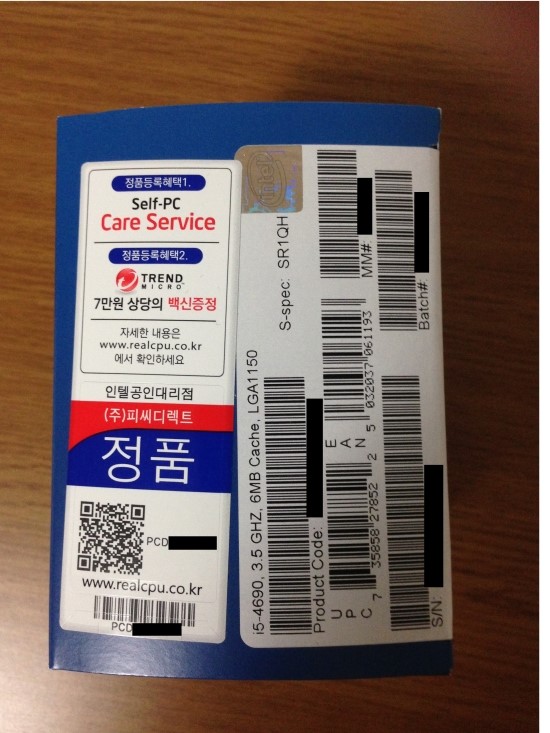 정품등록혜택1.
Self-PC
Care Service
정품등록혜택2.
TREND
MICRO
7만원 상당의 백신증정
자세한 내용은
www.realcpu.co.kr
에서 확인하세요
인텔공인대리점
(주)피씨디렉트
정품
PCD
www.realcpu.co.kr
PCD
intel
i5-4690, 3.5 GHZ, 6MB Cache, LGA1150
S-spec: SR1QH
Product Code:
MM#:
UPC
7 35858 27852 2
EAN
5 032037 061193
Batch#:
S/N: